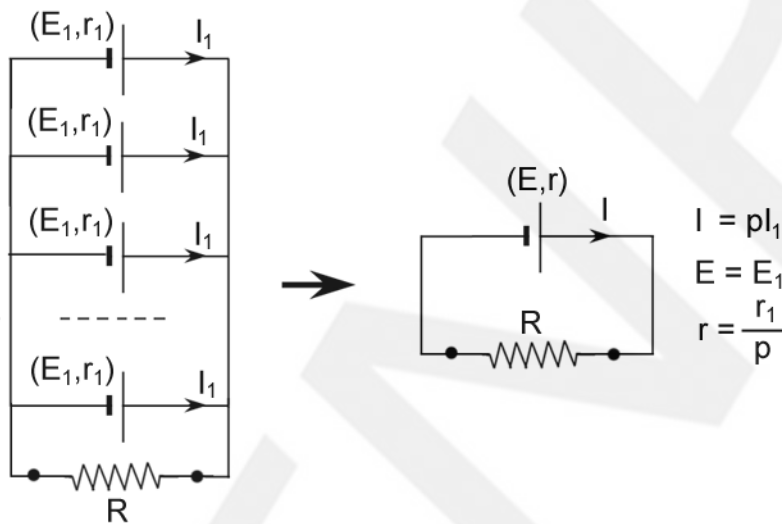 (E₁,r₁) I₁
(E₁,r₁) I₁
(E₁,r₁) I₁
(E₁,r₁) I₁
R
(E,r) I
R
I = pI₁
E = E₁
r = r₁/p